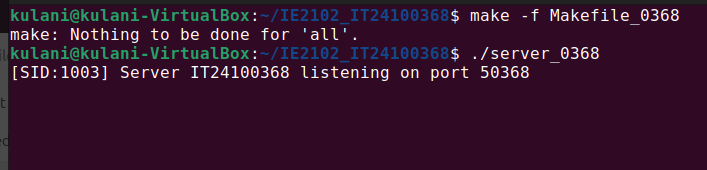 kulani@kulani-VirtualBox:~/IE2102_IT24100368$ make -f Makefile_0368
make: Nothing to be done for 'all'.
kulani@kulani-VirtualBox:~/IE2102_IT24100368$ ./server_0368
[SID:1003] Server IT24100368 listening on port 50368